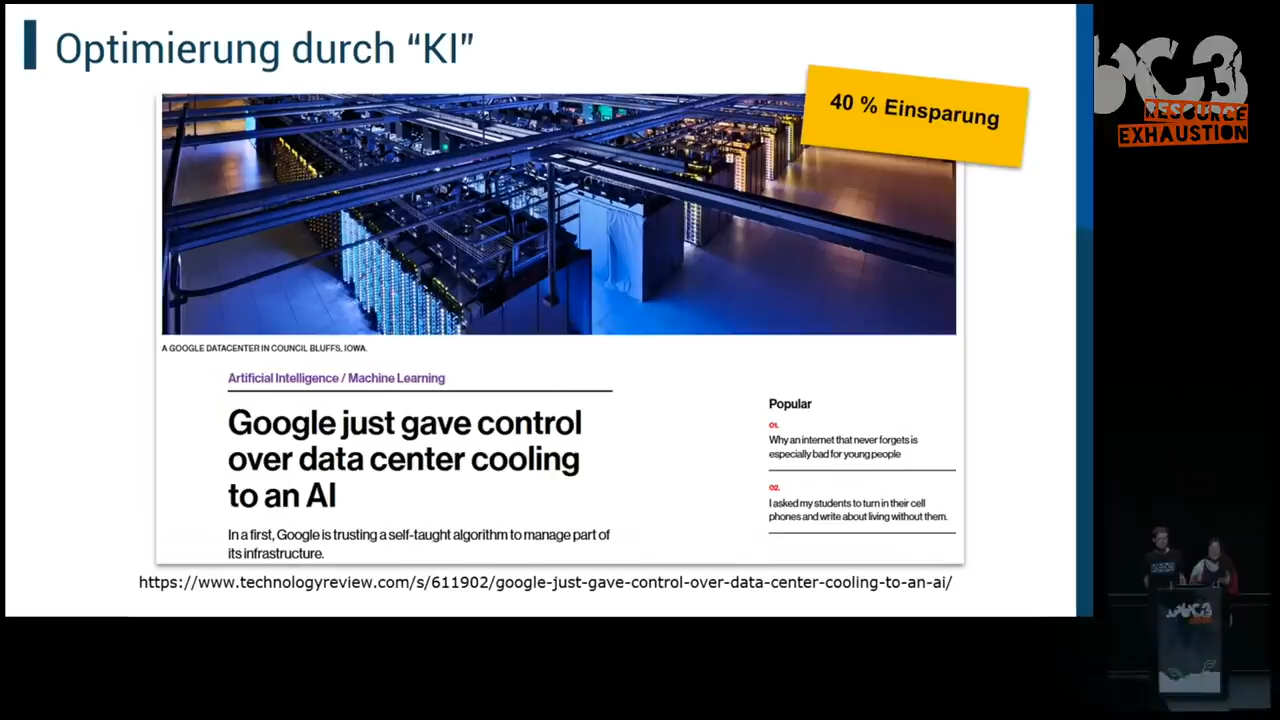 Optimierung durch “KI”
40 % Einsparung
RESOURCE
EXHAUSTION
A GOOGLE DATACENTER IN COUNCIL BLUFFS, IOWA.
Artificial Intelligence / Machine Learning
Google just gave control
over data center cooling
to an AI
In a first, Google is trusting a self-taught algorithm to manage part of
its infrastructure.
Popular
01.
Why an internet that never forgets is
especially bad for young people
02.
I asked my students to turn in their cell
phones and write about living without them.
https://www.technologyreview.com/s/611902/google-just-gave-control-over-data-center-cooling-to-an-ai/